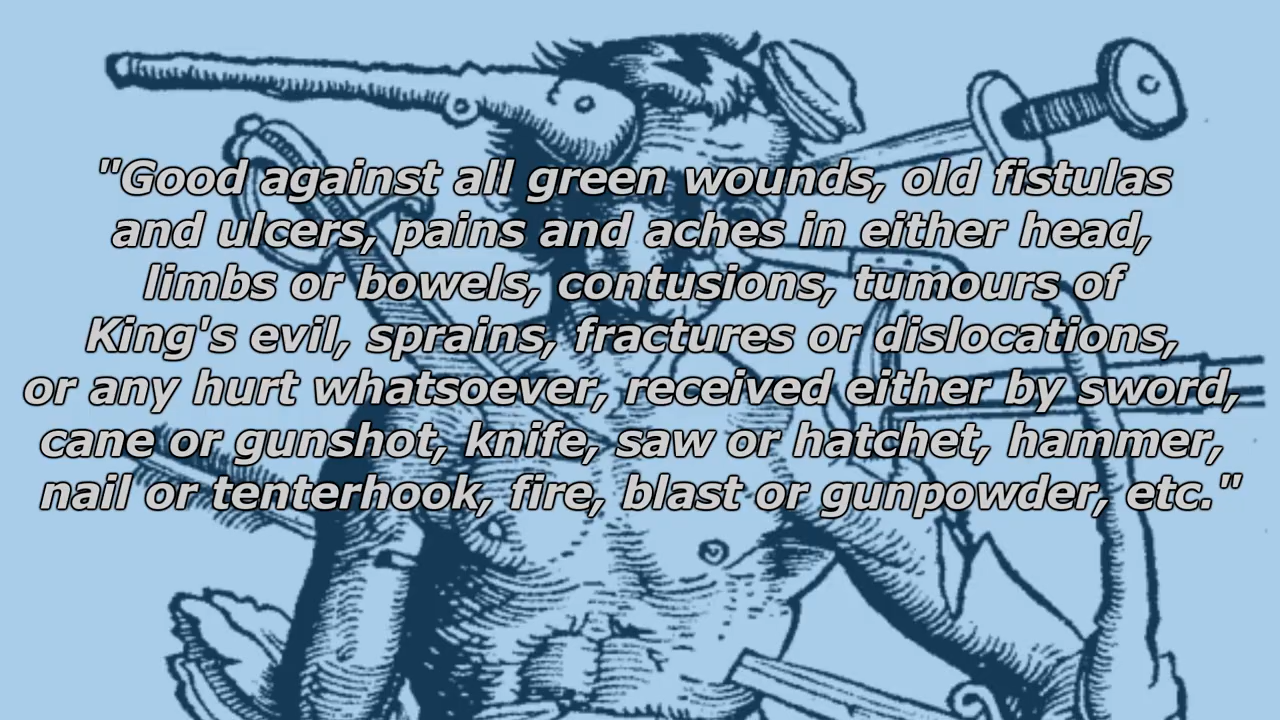 "Good against all green wounds, old fistulas
and ulcers, pains and aches in either head,
limbs or bowels, contusions, tumours of
King's evil, sprains, fractures or dislocations,
or any hurt whatsoever, received either by sword,
cane or gunshot, knife, saw or hatchet, hammer,
nail or tenterhook, fire, blast or gunpowder, etc."